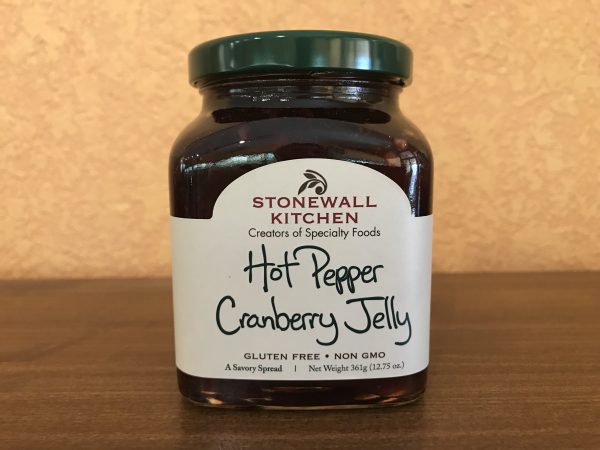 STONEWALL
KITCHEN
Creators of Specialty Foods
Hot Pepper
Cranberry Jelly
GLUTEN FREE • NON GMO
A Savory Spread | Net Weight 361g (12.75 oz.)